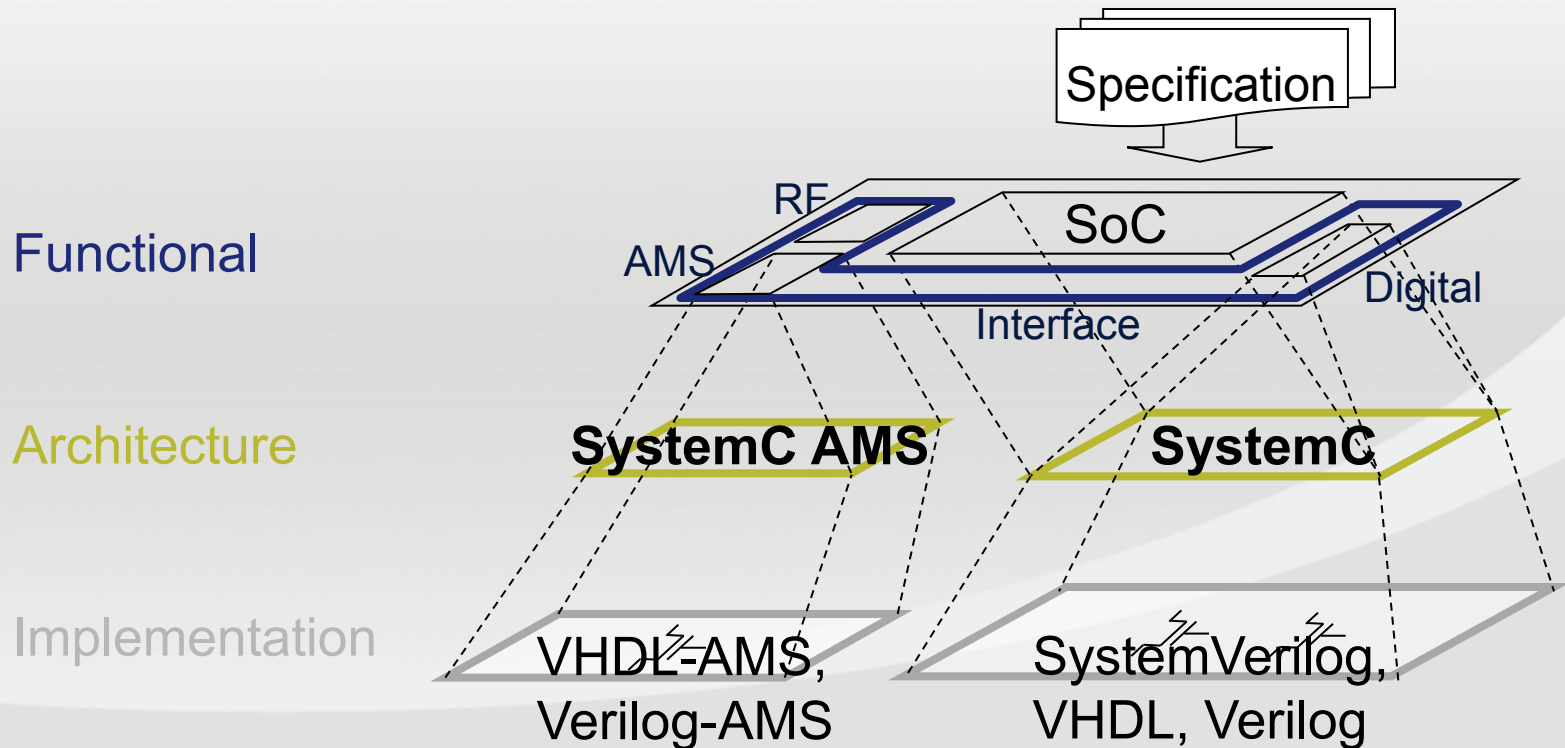 Specification
RF
SoC
Functional
AMS
Digital
Interface
Architecture
SystemC AMS
SystemC
Implementation
VHDL-AMS,
Verilog-AMS
SystemVerilog,
VHDL, Verilog